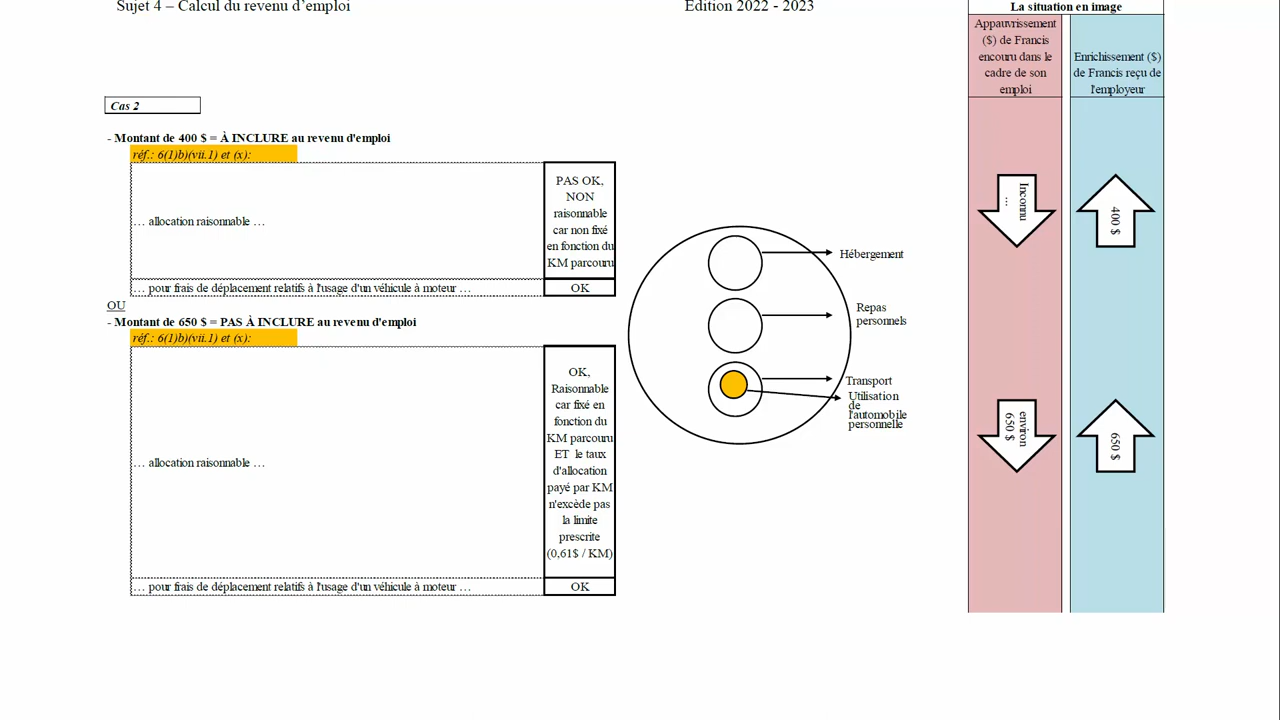 Sujet 4 – Calcul du revenu d’emploi
Edition 2022 - 2023
La situation en image
Appauvrissement
($) de Francis
encouru dans le
cadre de son
emploi
Enrichissement ($)
de Francis reçu de
l'employeur
Cas 2
- Montant de 400 $ = À INCLURE au revenu d'emploi
réf.: 6(1)b)(vii.1) et (x):
… allocation raisonnable …
PAS OK,
NON
raisonnable
car non fixé
en fonction du
KM parcouru
… pour frais de déplacement relatifs à l'usage d'un véhicule à moteur …
OK
OU
- Montant de 650 $ = PAS À INCLURE au revenu d'emploi
réf.: 6(1)b)(vii.1) et (x):
… allocation raisonnable …
OK,
Raisonnable
car fixé en
fonction du
KM parcouru
ET le taux
d'allocation
payé par KM
n'excède pas
la limite
prescrite
(0,61$ / KM)
… pour frais de déplacement relatifs à l'usage d'un véhicule à moteur …
OK
Hébergement
Repas
personnels
Transport
Utilisation
de
l'automobile
personnelle
Inconnu
…
400 $
environ
650 $
650 $